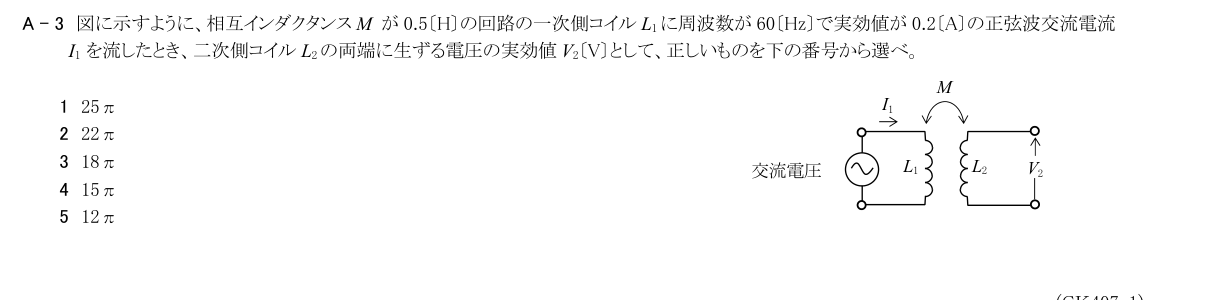 A－3 図に示すように、相互インダクタンス M が 0.5〔H〕の回路の一次側コイル L₁ に周波数が 60〔Hz〕で実効値が 0.2〔A〕の正弦波交流電流
I₁ を流したとき、二次側コイル L₂ の両端に生ずる電圧の実効値 V₂〔V〕として、正しいものを下の番号から選べ。
1 25π
2 22π
3 18π
4 15π
5 12π
M
I₁
交流電圧
L₁
L₂
V₂